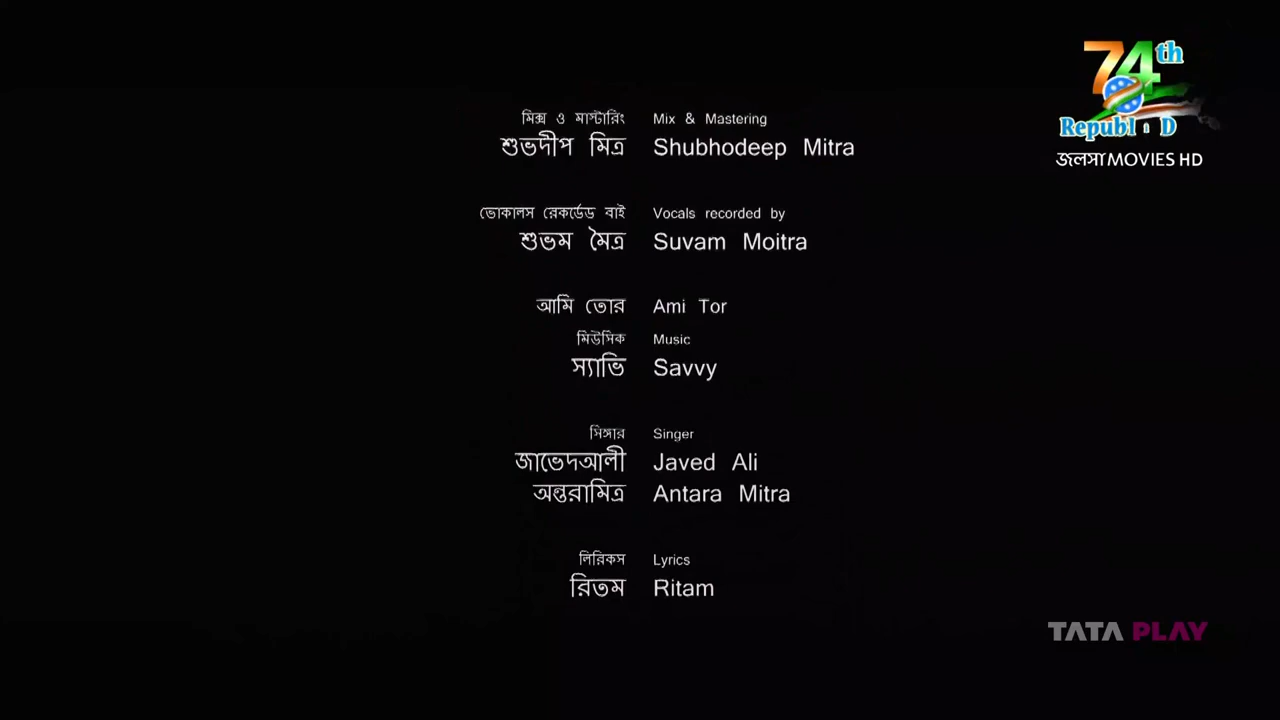 74th
মিক্স ও মাস্টারিং Mix & Mastering
শুভদীপ মিত্র Shubhodeep Mitra
জলসা MOVIES HD
ভোকালস রেকর্ডেড বাই Vocals recorded by
শুভম মৈত্র Suvam Moitra
আমি তোর Ami Tor
মিউসিক Music
স্যাভি Savvy
সিঙ্গার Singer
জাভেদআলী Javed Ali
অন্তরামিত্র Antara Mitra
লিরিকস Lyrics
রিতম Ritam
TATA PLAY